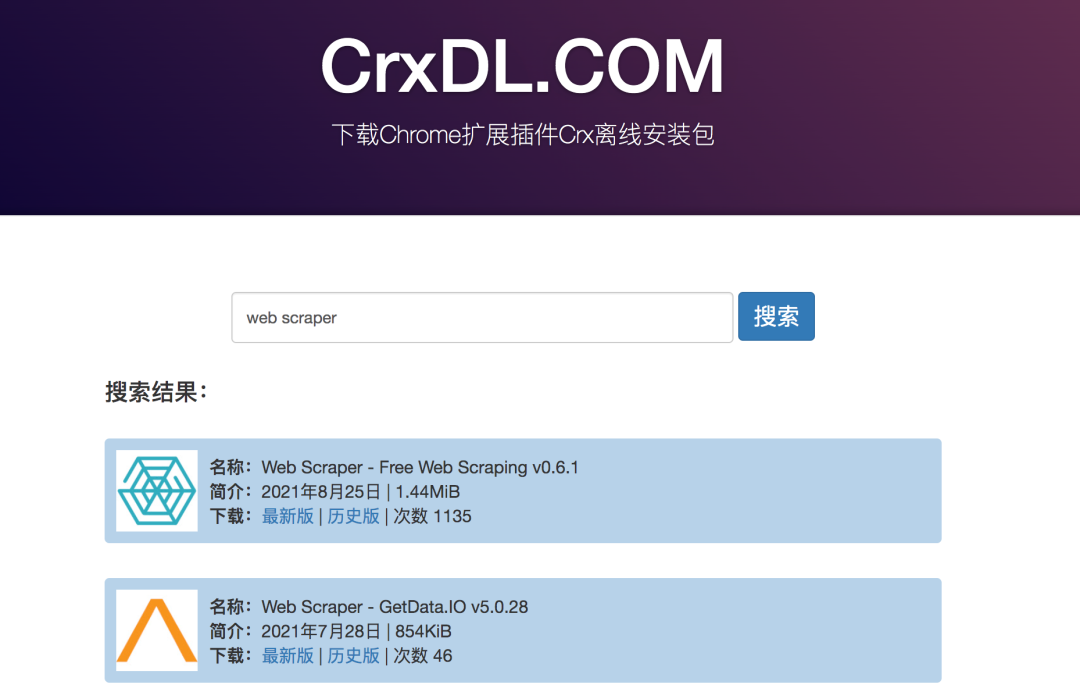 CrxDL.COM
下载Chrome扩展插件Crx离线安装包
web scraper
搜索
搜索结果：
名称：Web Scraper - Free Web Scraping v0.6.1
简介：2021年8月25日 | 1.44MiB
下载：最新版 | 历史版 | 次数 1135
名称：Web Scraper - GetData.IO v5.0.28
简介：2021年7月28日 | 854KiB
下载：最新版 | 历史版 | 次数 46